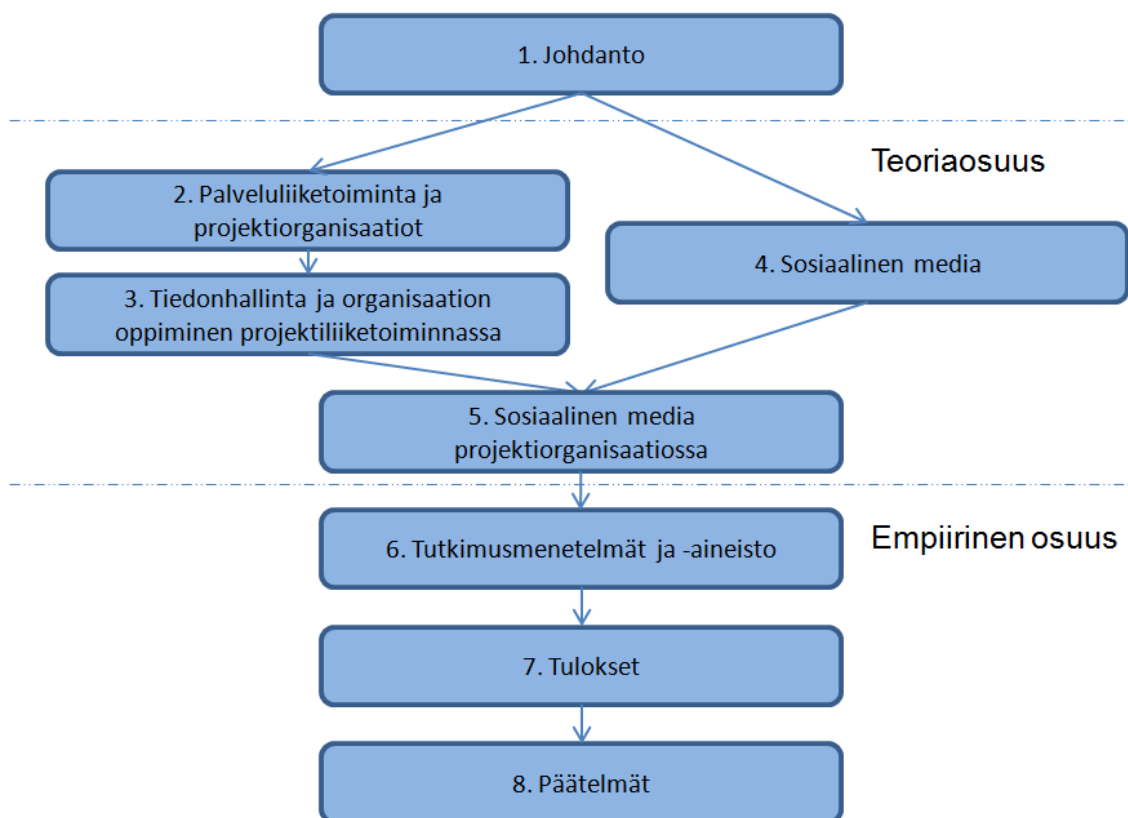 1. Johdanto
Teoriaosuus
2. Palveluliiketoiminta ja
projektiorganisaatiot
4. Sosiaalinen media
3. Tiedonhallinta ja organisaation
oppiminen projektiliiketoiminnassa
5. Sosiaalinen media
projektiorganisaatiossa
Empiirinen osuus
6. Tutkimusmenetelmät ja -aineisto
7. Tulokset
8. Päätelmät